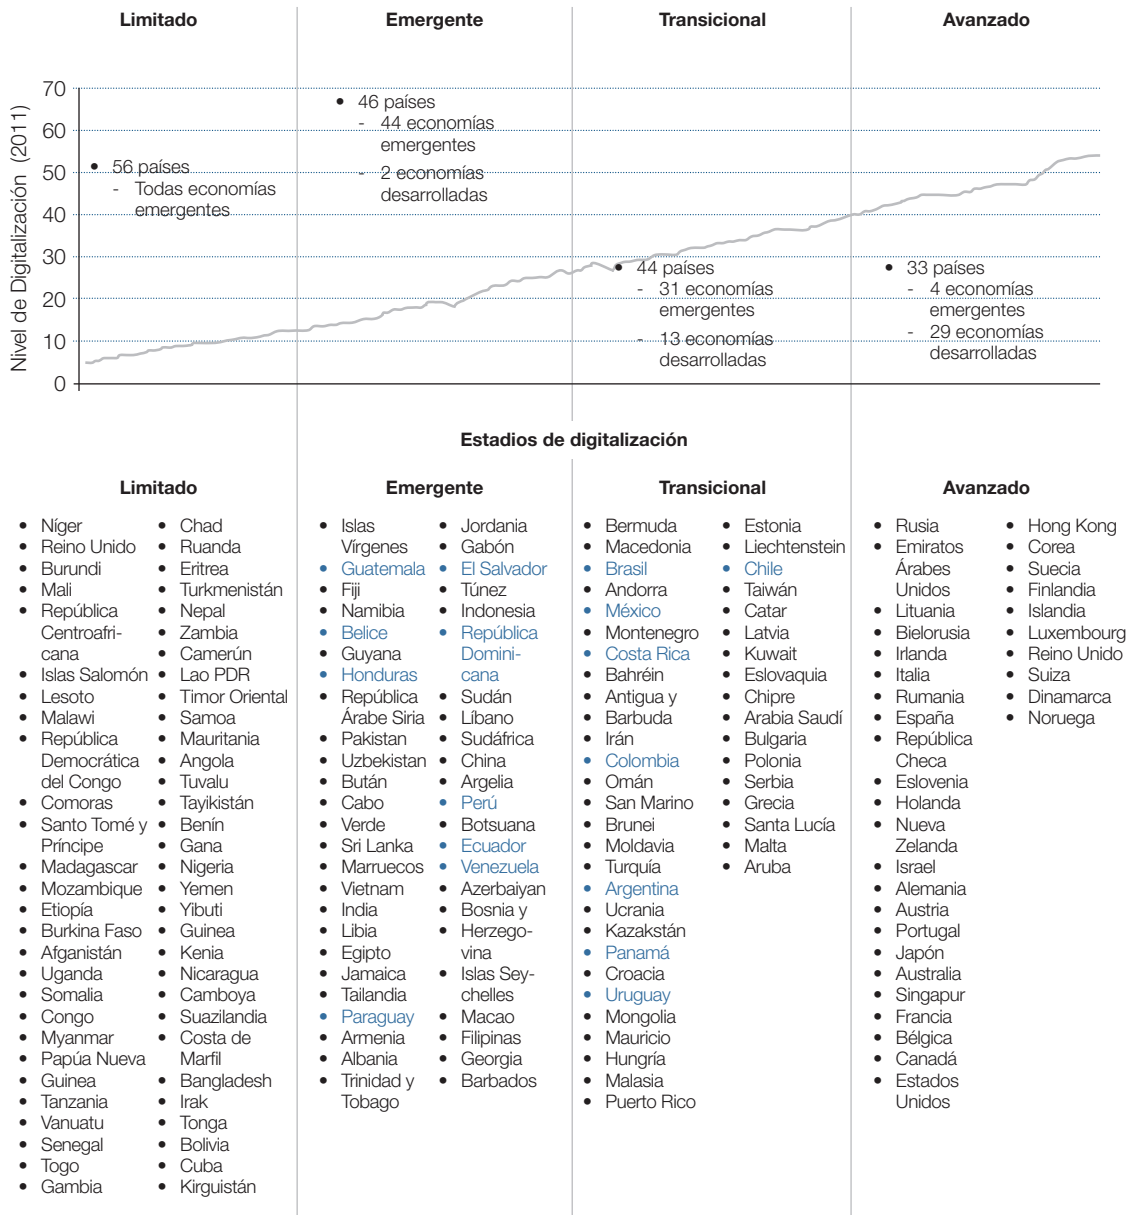 Limitado
Emergente
Transicional
Avanzado
Nivel de Digitalización (2011)
70
60
50
40
30
20
10
0
• 56 países
- Todas economías
emergentes
• 46 países
- 44 economías
emergentes
- 2 economías
desarrolladas
• 44 países
- 31 economías
emergentes
- 13 economías
desarrolladas
• 33 países
- 4 economías
emergentes
- 29 economías
desarrolladas
Estadios de digitalización
Limitado
• Níger
• Reino Unido
• Burundi
• Mali
• República
Centroafri-
cana
• Islas Salomón
• Lesoto
• Malawi
• República
Democrática
del Congo
• Comoras
• Santo Tomé y
Príncipe
• Madagascar
• Mozambique
• Etiopía
• Burkina Faso
• Afganistán
• Uganda
• Somalia
• Congo
• Myanmar
• Papúa Nueva
• Guinea
• Tanzania
• Vanuatu
• Senegal
• Togo
• Gambia
• Chad
• Ruanda
• Eritrea
• Turkmenistán
• Nepal
• Zambia
• Camerún
• Lao PDR
• Timor Oriental
• Samoa
• Mauritania
• Angola
• Tuvalu
• Tayikistán
• Benín
• Gana
• Nigeria
• Yemen
• Yibuti
• Guinea
• Kenia
• Nicaragua
• Camboya
• Suazilandia
• Costa de
Marfil
• Bangladesh
• Irak
• Tonga
• Bolivia
• Cuba
• Kirguistán
Emergente
• Islas
Vírgenes
• Guatemala
• Fiji
• Namibia
• Belice
• Guyana
• Honduras
• República
Árabe Siria
• Pakistan
• Uzbekistan
• Bután
• Cabo
• Verde
• Sri Lanka
• Marruecos
• Vietnam
• India
• Libia
• Egipto
• Jamaica
• Tailandia
• Paraguay
• Armenia
• Albania
• Trinidad y
Tobago
• Jordania
• Gabón
• El Salvador
• Túnez
• Indonesia
• República
Domini-
cana
• Sudán
• Líbano
• Sudáfrica
• China
• Argelia
• Perú
• Botsuana
• Ecuador
• Venezuela
• Azerbaiyan
• Bosnia y
• Herzego-
vina
• Islas Sey-
chelles
• Macao
• Filipinas
• Georgia
• Barbados
Transicional
• Bermuda
• Macedonia
• Brasil
• Andorra
• México
• Montenegro
• Costa Rica
• Bahréin
• Antigua y
• Barbuda
• Irán
• Colombia
• Omán
• San Marino
• Brunei
• Moldavia
• Turquía
• Argentina
• Ucrania
• Kazakstán
• Panamá
• Croacia
• Uruguay
• Mongolia
• Mauricio
• Hungría
• Malasia
• Puerto Rico
• Estonia
• Liechtenstein
• Chile
• Taiwán
• Catar
• Latvia
• Kuwait
• Eslovaquia
• Chipre
• Arabia Saudí
• Bulgaria
• Polonia
• Serbia
• Grecia
• Santa Lucía
• Malta
• Aruba
Avanzado
• Rusia
• Emiratos
Árabes
Unidos
• Lituania
• Bielorusia
• Irlanda
• Italia
• Rumania
• España
• República
Checa
• Eslovenia
• Holanda
• Nueva
Zelanda
• Israel
• Alemania
• Austria
• Portugal
• Japón
• Australia
• Singapur
• Francia
• Bélgica
• Canadá
• Estados
Unidos
• Hong Kong
• Corea
• Suecia
• Finlandia
• Islandia
• Luxembourg
• Reino Unido
• Suiza
• Dinamarca
• Noruega